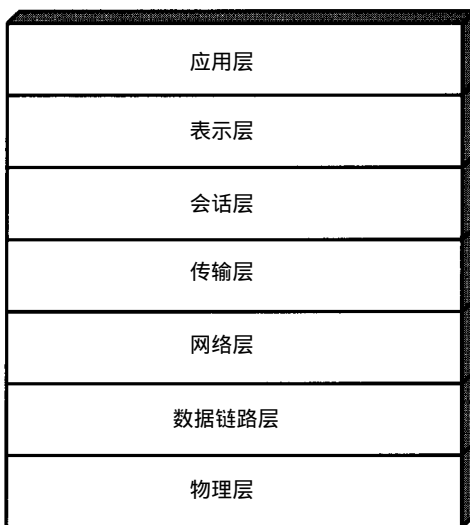 应用层
表示层
会话层
传输层
网络层
数据链路层
物理层